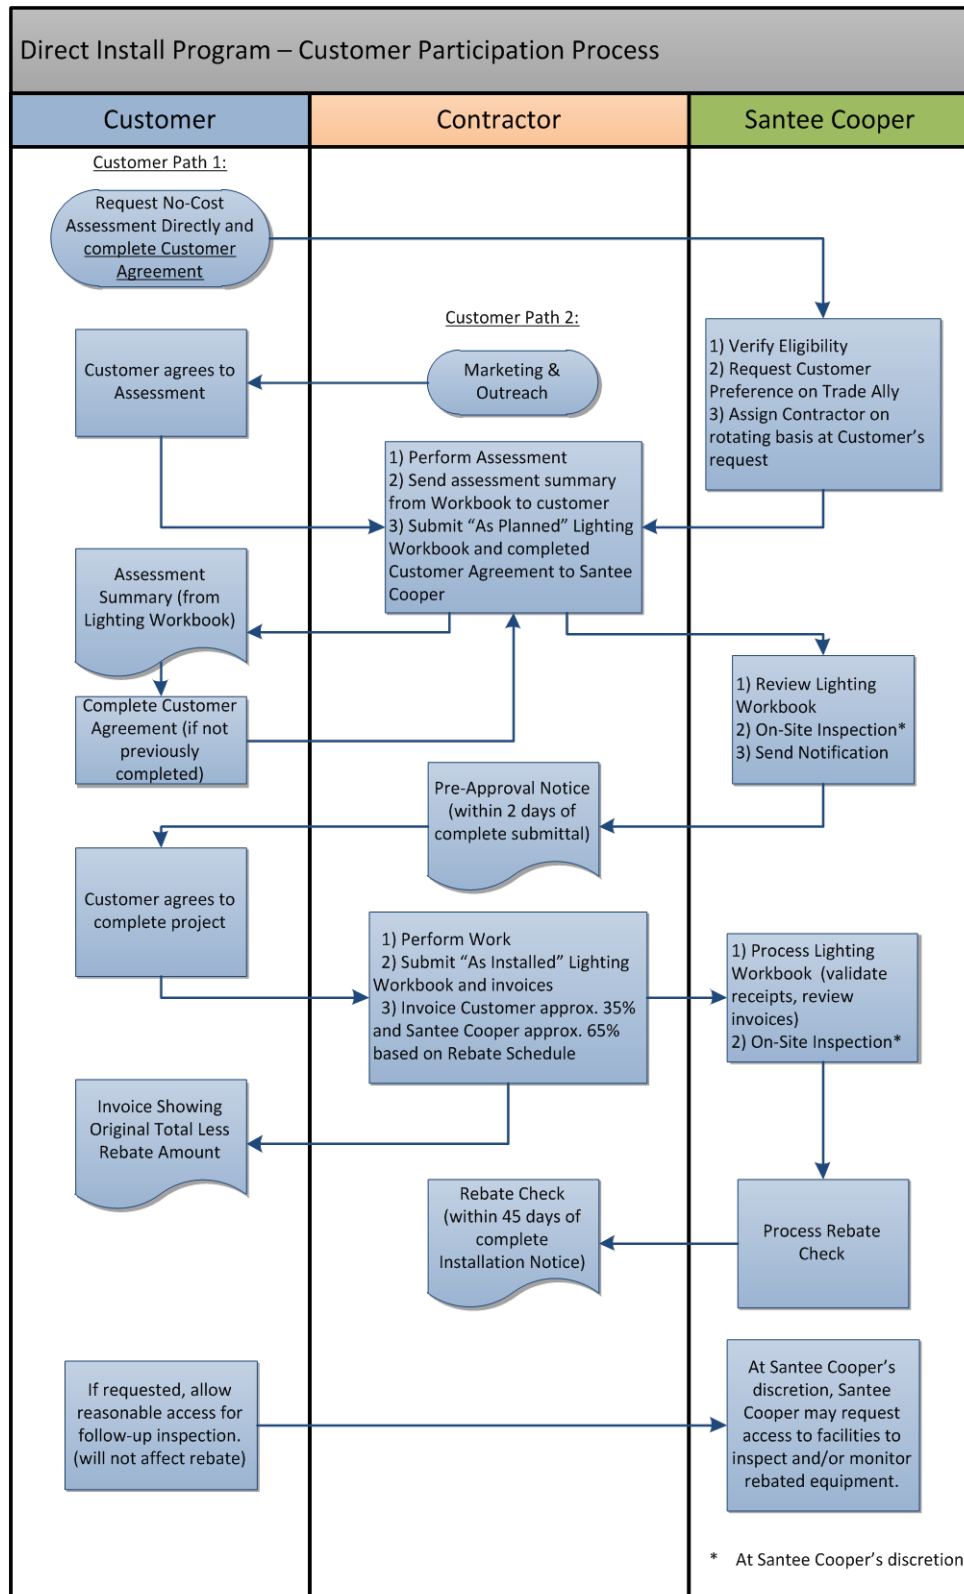 Direct Install Program – Customer Participation Process
Customer
Contractor
Santee Cooper
Customer Path 1:
Request No-Cost
Assessment Directly and
complete Customer
Agreement
Customer Path 2:
Marketing &
Outreach
Customer agrees to
Assessment
1) Verify Eligibility
2) Request Customer
Preference on Trade Ally
3) Assign Contractor on
rotating basis at Customer's
request
1) Perform Assessment
2) Send assessment summary
from Workbook to customer
3) Submit “As Planned” Lighting
Workbook and completed
Customer Agreement to Santee
Cooper
Assessment
Summary (from
Lighting Workbook)
Complete Customer
Agreement (if not
previously
completed)
1) Review Lighting
Workbook
2) On-Site Inspection*
3) Send Notification
Pre-Approval Notice
(within 2 days of
complete submittal)
Customer agrees to
complete project
1) Perform Work
2) Submit “As Installed” Lighting
Workbook and invoices
3) Invoice Customer approx. 35%
and Santee Cooper approx. 65%
based on Rebate Schedule
1) Process Lighting
Workbook (validate
receipts, review
invoices)
2) On-Site Inspection*
Invoice Showing
Original Total Less
Rebate Amount
Rebate Check
(within 45 days of
complete
Installation Notice)
Process Rebate
Check
If requested, allow
reasonable access for
follow-up inspection.
(will not affect rebate)
At Santee Cooper's
discretion, Santee
Cooper may request
access to facilities to
inspect and/or monitor
rebated equipment.
* At Santee Cooper's discretion